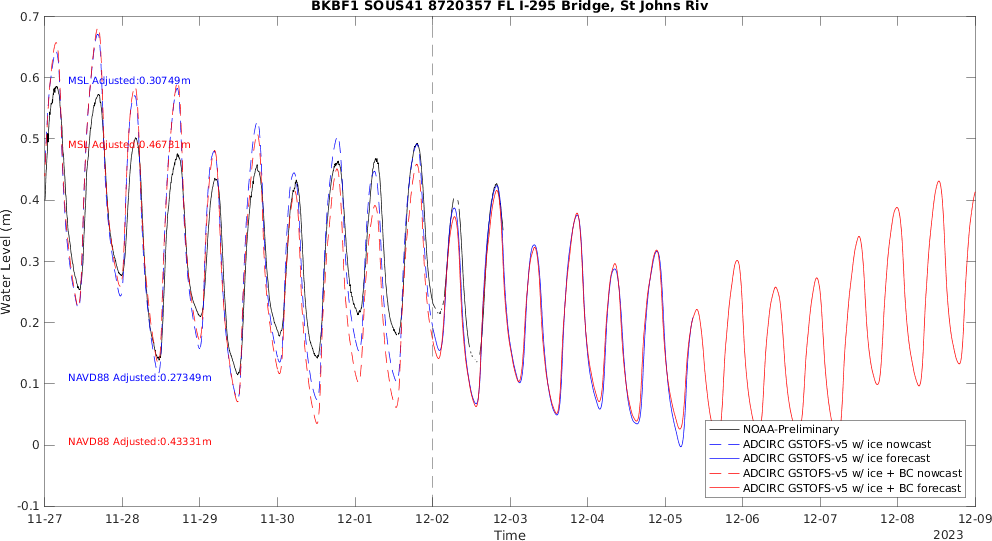 BKBF1 SOUS41 8720357 FL I-295 Bridge, St Johns Riv
0.7
0.6
0.5
0.4
0.3
0.2
0.1
0
-0.1
Water Level (m)
MSL Adjusted:0.30749m
MSL Adjusted:0.46731m
NAVD88 Adjusted:0.27349m
NAVD88 Adjusted:0.43331m
NOAA-Preliminary
ADCIRC GSTOFS-v5 w/ ice nowcast
ADCIRC GSTOFS-v5 w/ ice forecast
ADCIRC GSTOFS-v5 w/ ice + BC nowcast
ADCIRC GSTOFS-v5 w/ ice + BC forecast
11-27 11-28 11-29 11-30 12-01 12-02 12-03 12-04 12-05 12-06 12-07 12-08 12-09
Time
2023